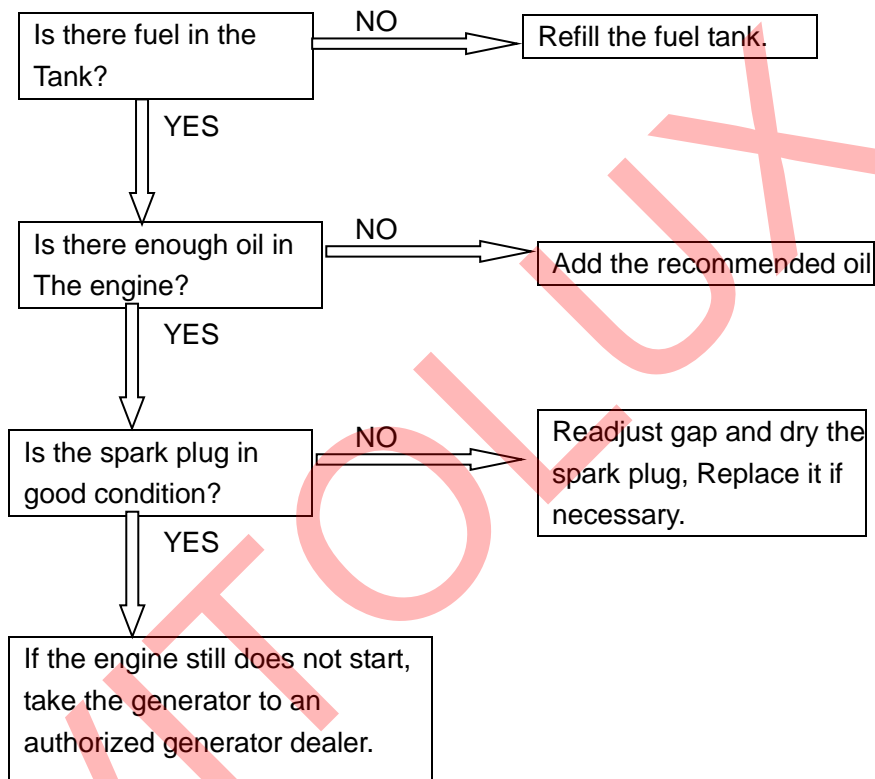 Is there fuel in the
Tank?
NO
Refill the fuel tank.
YES
Is there enough oil in
The engine?
NO
Add the recommended oil
YES
Is the spark plug in
good condition?
NO
Readjust gap and dry the
spark plug, Replace it if
necessary.
YES
If the engine still does not start,
take the generator to an
authorized generator dealer.
VITOLUX